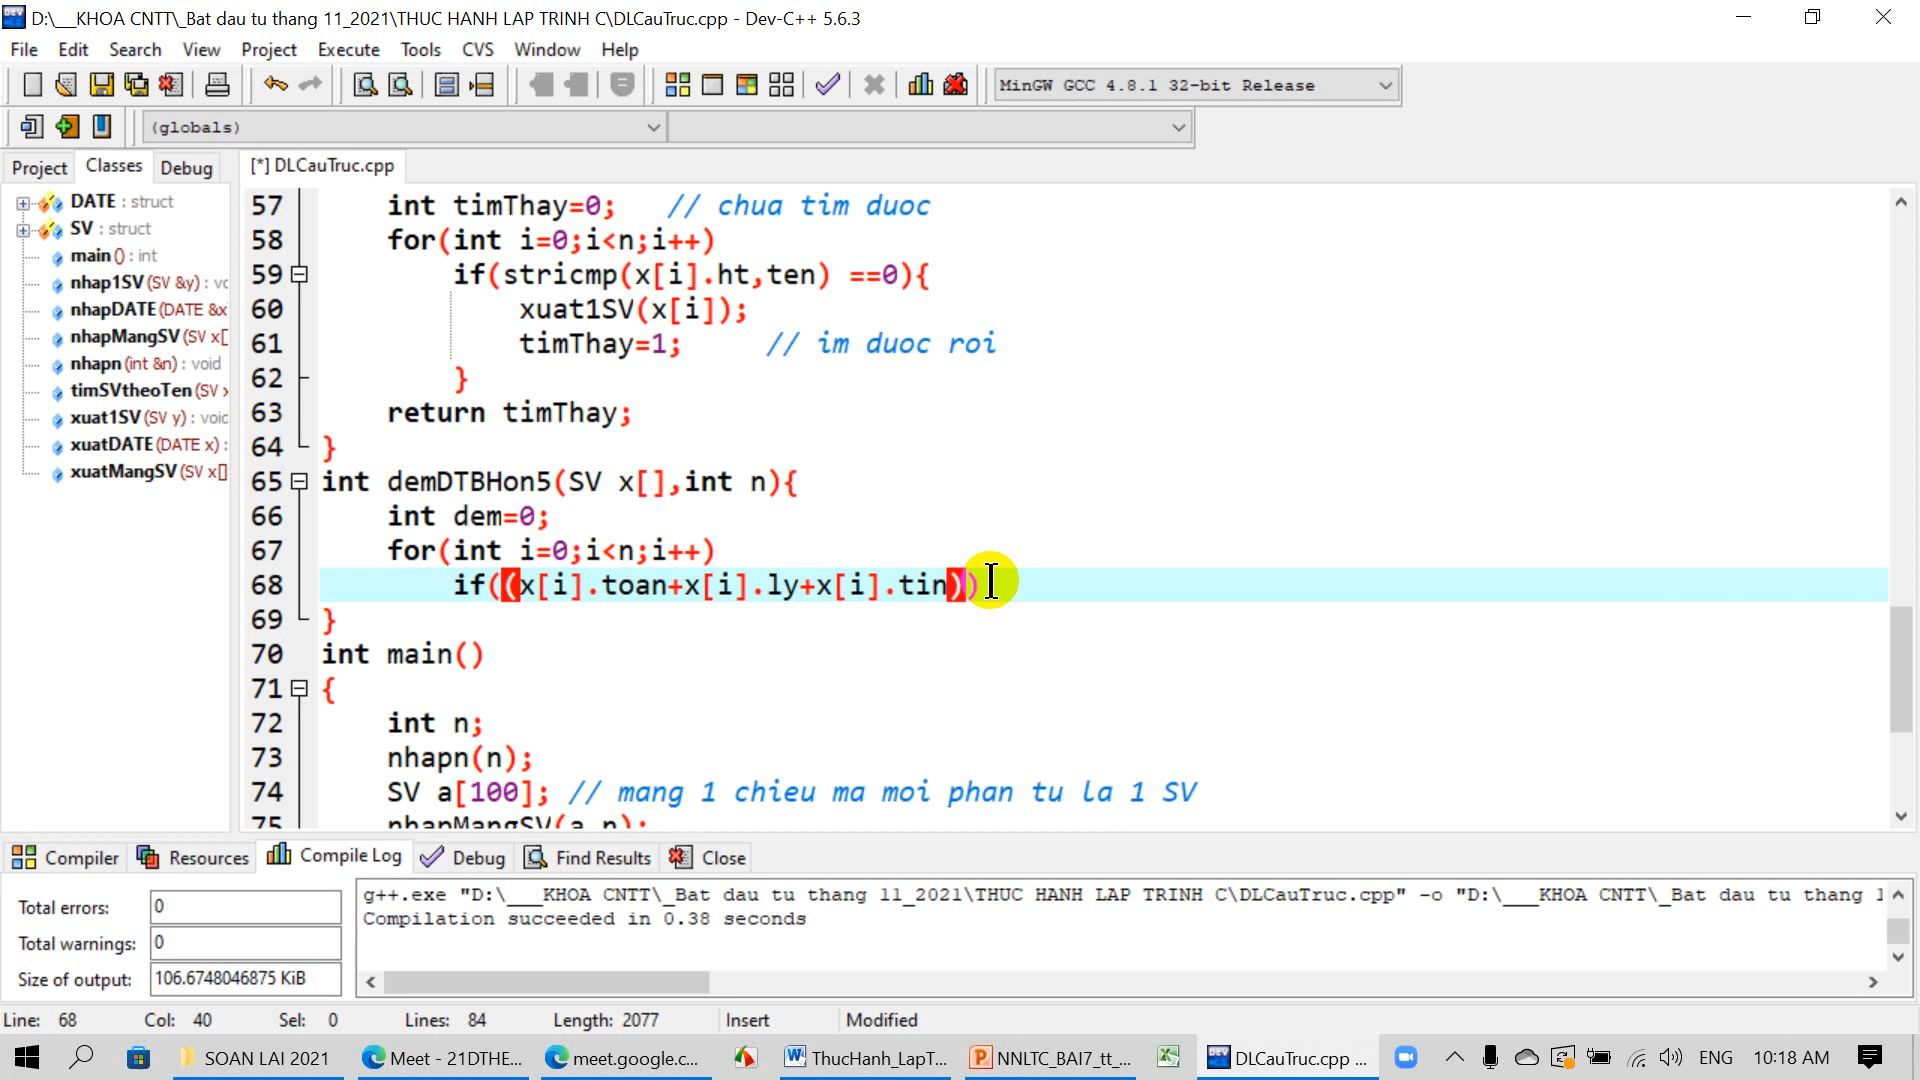 D:\___KHOA CNTT\_Bat dau tu thang 11_2021\THUC HANH LAP TRINH C\DLCauTruc.cpp - Dev-C++ 5.6.3
File Edit Search View Project Execute Tools CVS Window Help
MinGW GCC 4.8.1 32-bit Release
(globals)
Project Classes Debug [*] DLCauTruc.cpp
DATE : struct
SV : struct
main () : int
nhap1SV (SV &y) : vc
nhapDATE (DATE &x
nhapMangSV (SV x[
nhapn (int &n) : void
timSVtheoTen (SV x
xuat1SV (SV y) : voic
xuatDATE (DATE x) :
xuatMangSV (SV x[]
57 int timThay=0; // chua tim duoc
58 for(int i=0;i<n;i++)
59 if(stricmp(x[i].ht,ten) ==0){
60 xuat1SV(x[i]);
61 timThay=1; // im duoc roi
62 }
63 return timThay;
64 }
65 int demDTBHon5(SV x[],int n){
66 int dem=0;
67 for(int i=0;i<n;i++)
68 if((x[i].toan+x[i].ly+x[i].tin))
69 }
70 int main()
71 {
72 int n;
73 nhapn(n);
74 SV a[100]; // mang 1 chieu ma moi phan tu la 1 SV
75 nhapMangSV(a,n);
Compiler Resources Compile Log Debug Find Results Close
Total errors: 0
Total warnings: 0
Size of output: 106.6748046875 KiB
g++.exe "D:\___KHOA CNTT\_Bat dau tu thang 11_2021\THUC HANH LAP TRINH C\DLCauTruc.cpp" -o "D:\___KHOA CNTT\_Bat dau tu thang 1
Compilation succeeded in 0.38 seconds
Line: 68 Col: 40 Sel: 0 Lines: 84 Length: 2077 Insert Modified
SOAN LAI 2021 Meet - 21DTHE... meet.google.c... ThucHanh_LapT... NNLTC_BAI7_tt_... DLCauTruc.cpp ... ENG 10:18 AM